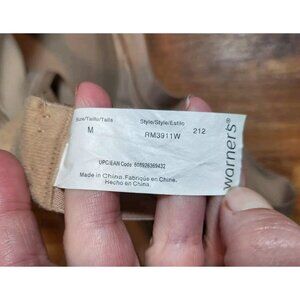 Size/Taille/Talla
M
Style/Style/Estilo
RM3911W
212
UPC/EAN Code 608926369432
Made in China. Fabriqué en Chine.
Hecho en China.
warner's®